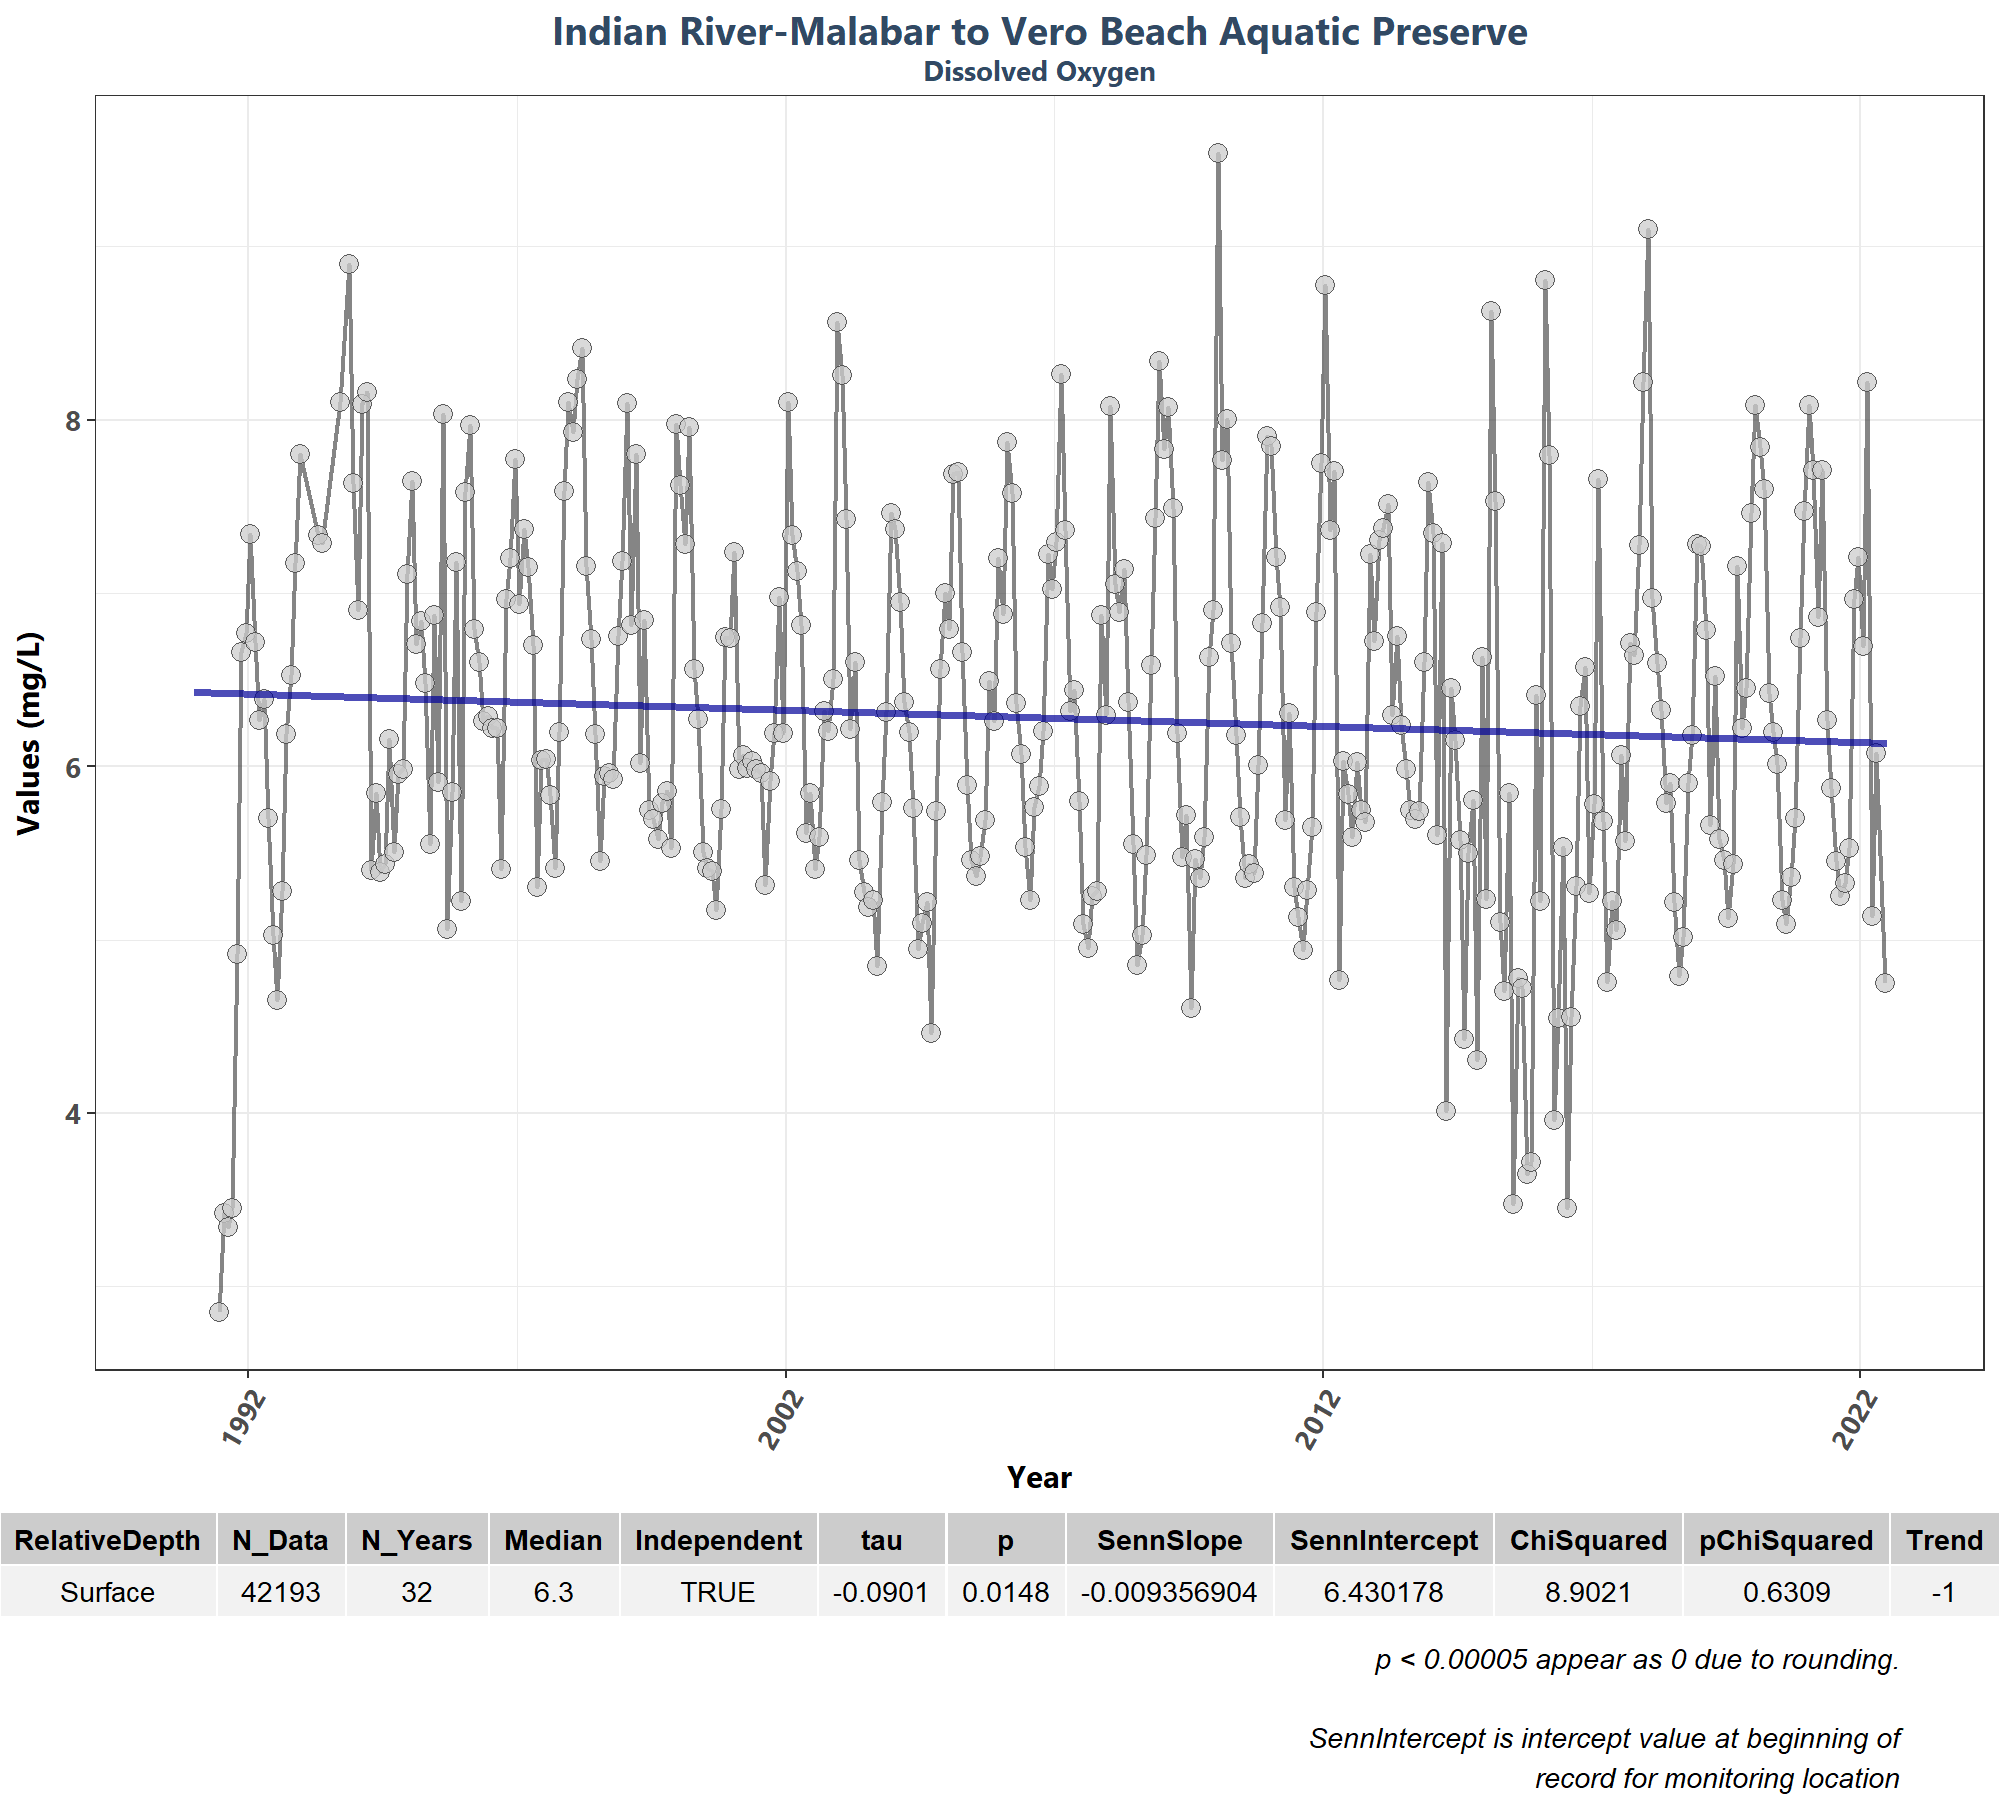 Indian River-Malabar to Vero Beach Aquatic Preserve
Dissolved Oxygen
Values (mg/L)
8
6
4
1992
2002
2012
2022
Year
RelativeDepth N_Data N_Years Median Independent tau p SennSlope SennIntercept ChiSquared pChiSquared Trend
Surface 42193 32 6.3 TRUE -0.0901 0.0148 -0.009356904 6.430178 8.9021 0.6309 -1
p < 0.00005 appear as 0 due to rounding.
SennIntercept is intercept value at beginning of
record for monitoring location